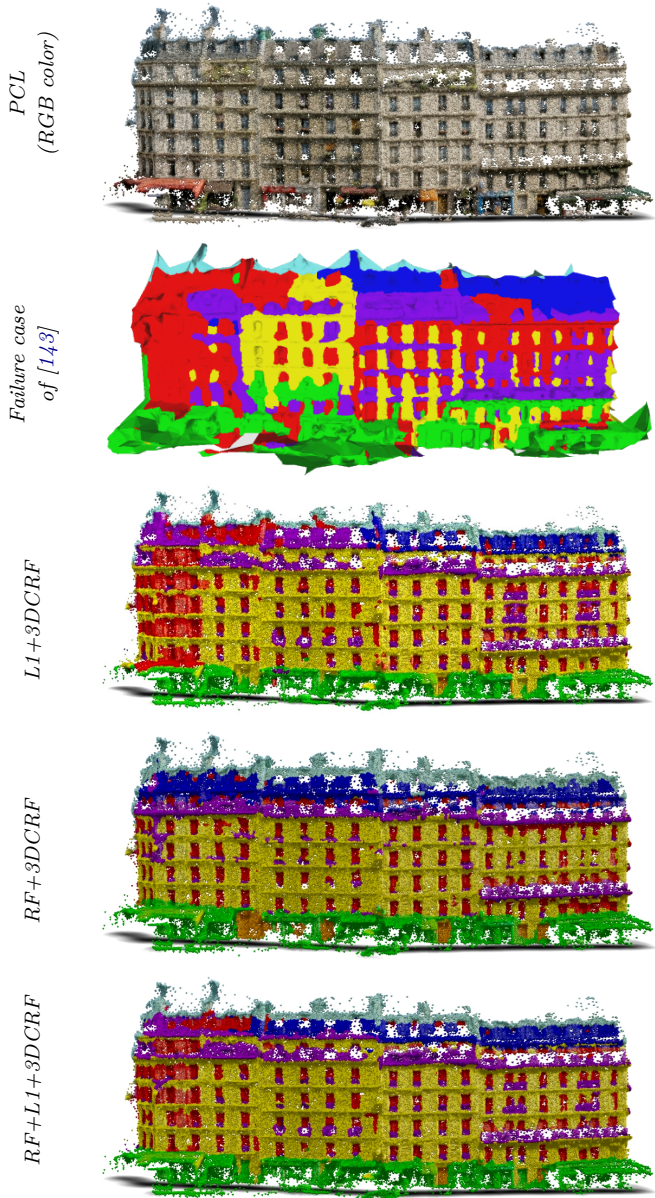 PCL
(RGB color)
Failure case
of [143]
L1+3DCRF
RF+3DCRF
RF+L1+3DCRF